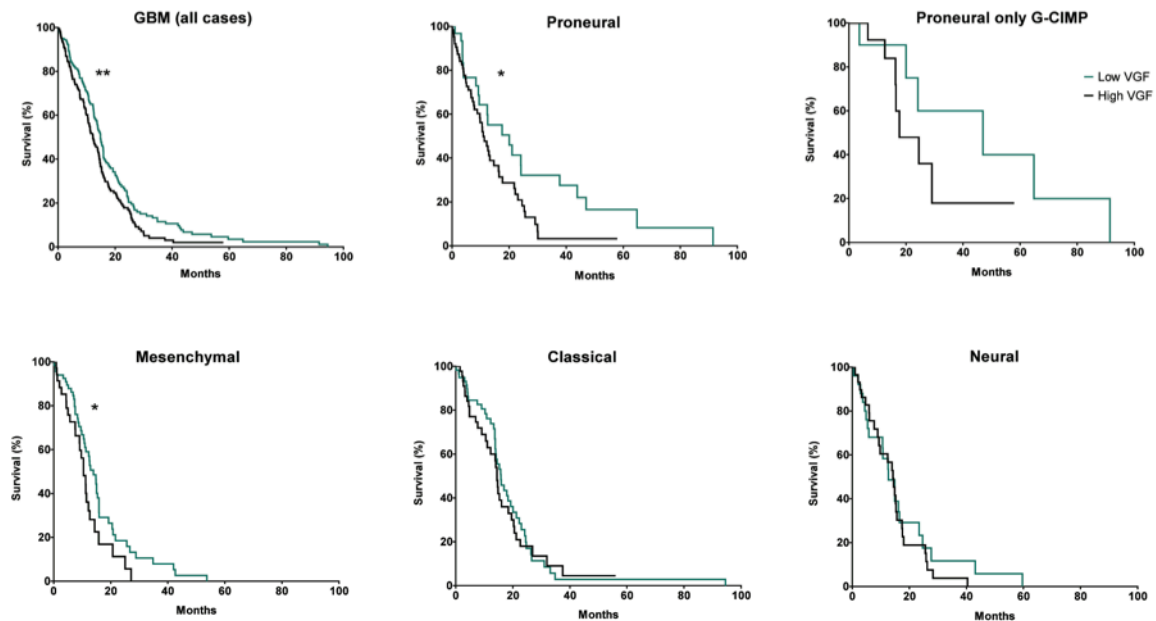 GBM (all cases)
Proneural
Proneural only G-CIMP
100
80
60
40
20
0
Survival (%)
**
0 20 40 60 80 100
Months
100
80
60
40
20
0
Survival (%)
*
0 20 40 60 80 100
Months
100
80
60
40
20
0
Survival (%)
Low VGF
High VGF
0 20 40 60 80 100
Months
Mesenchymal
Classical
Neural
100
80
60
40
20
0
Survival (%)
*
0 20 40 60 80 100
Months
100
80
60
40
20
0
Survival (%)
0 20 40 60 80 100
Months
100
80
60
40
20
0
Survival (%)
0 20 40 60 80 100
Months